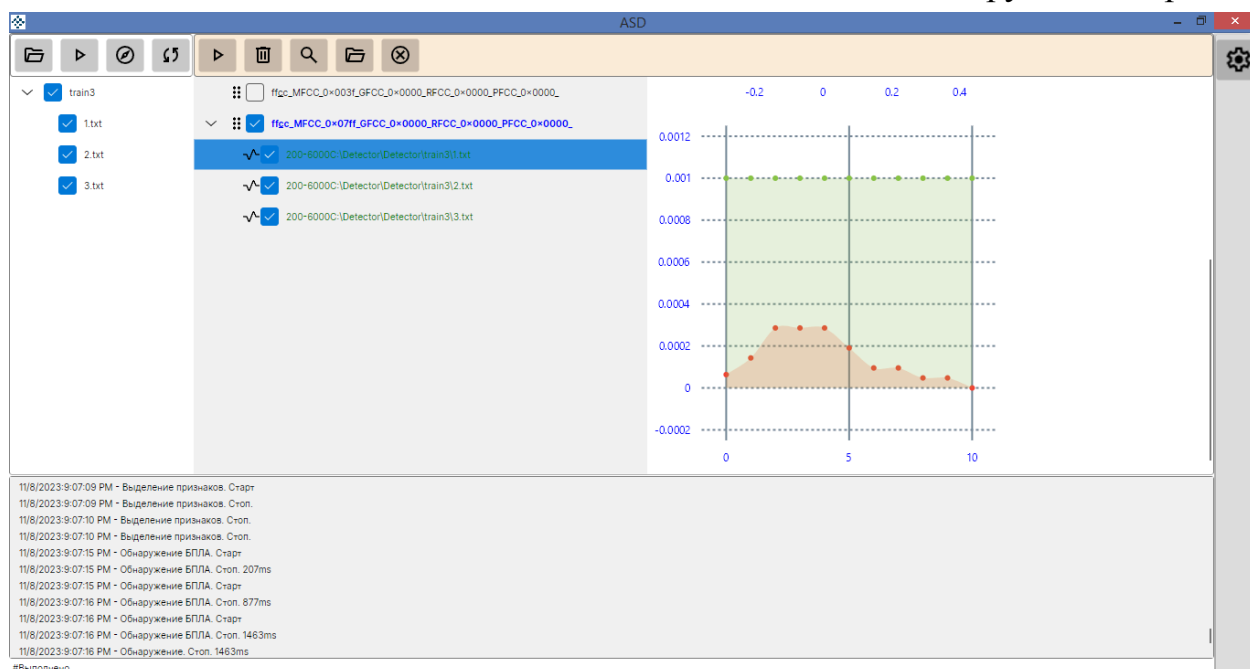 ASD
train3
1.txt
2.txt
3.txt
ffcc_MFCC_0×003f_GFCC_0×0000_RFCC_0×0000_PFCC_0×0000_
ffcc_MFCC_0×07ff_GFCC_0×0000_RFCC_0×0000_PFCC_0×0000_
200-6000C:\Detector\Detector\train3\1.txt
200-6000C:\Detector\Detector\train3\2.txt
200-6000C:\Detector\Detector\train3\3.txt
-0.2 0 0.2 0.4
0.0012
0.001
0.0008
0.0006
0.0004
0.0002
0
-0.0002
0 5 10
11/8/2023:9:07:09 PM - Выделение признаков. Старт
11/8/2023:9:07:09 PM - Выделение признаков. Стоп.
11/8/2023:9:07:10 PM - Выделение признаков. Стоп.
11/8/2023:9:07:10 PM - Выделение признаков. Стоп.
11/8/2023:9:07:15 PM - Обнаружение БПЛА. Старт
11/8/2023:9:07:15 PM - Обнаружение БПЛА. Стоп. 207ms
11/8/2023:9:07:15 PM - Обнаружение БПЛА. Старт
11/8/2023:9:07:16 PM - Обнаружение БПЛА. Стоп. 877ms
11/8/2023:9:07:16 PM - Обнаружение БПЛА. Старт
11/8/2023:9:07:16 PM - Обнаружение БПЛА. Стоп. 1463ms
11/8/2023:9:07:16 PM - Обнаружение. Стоп. 1463ms
#Выполнено